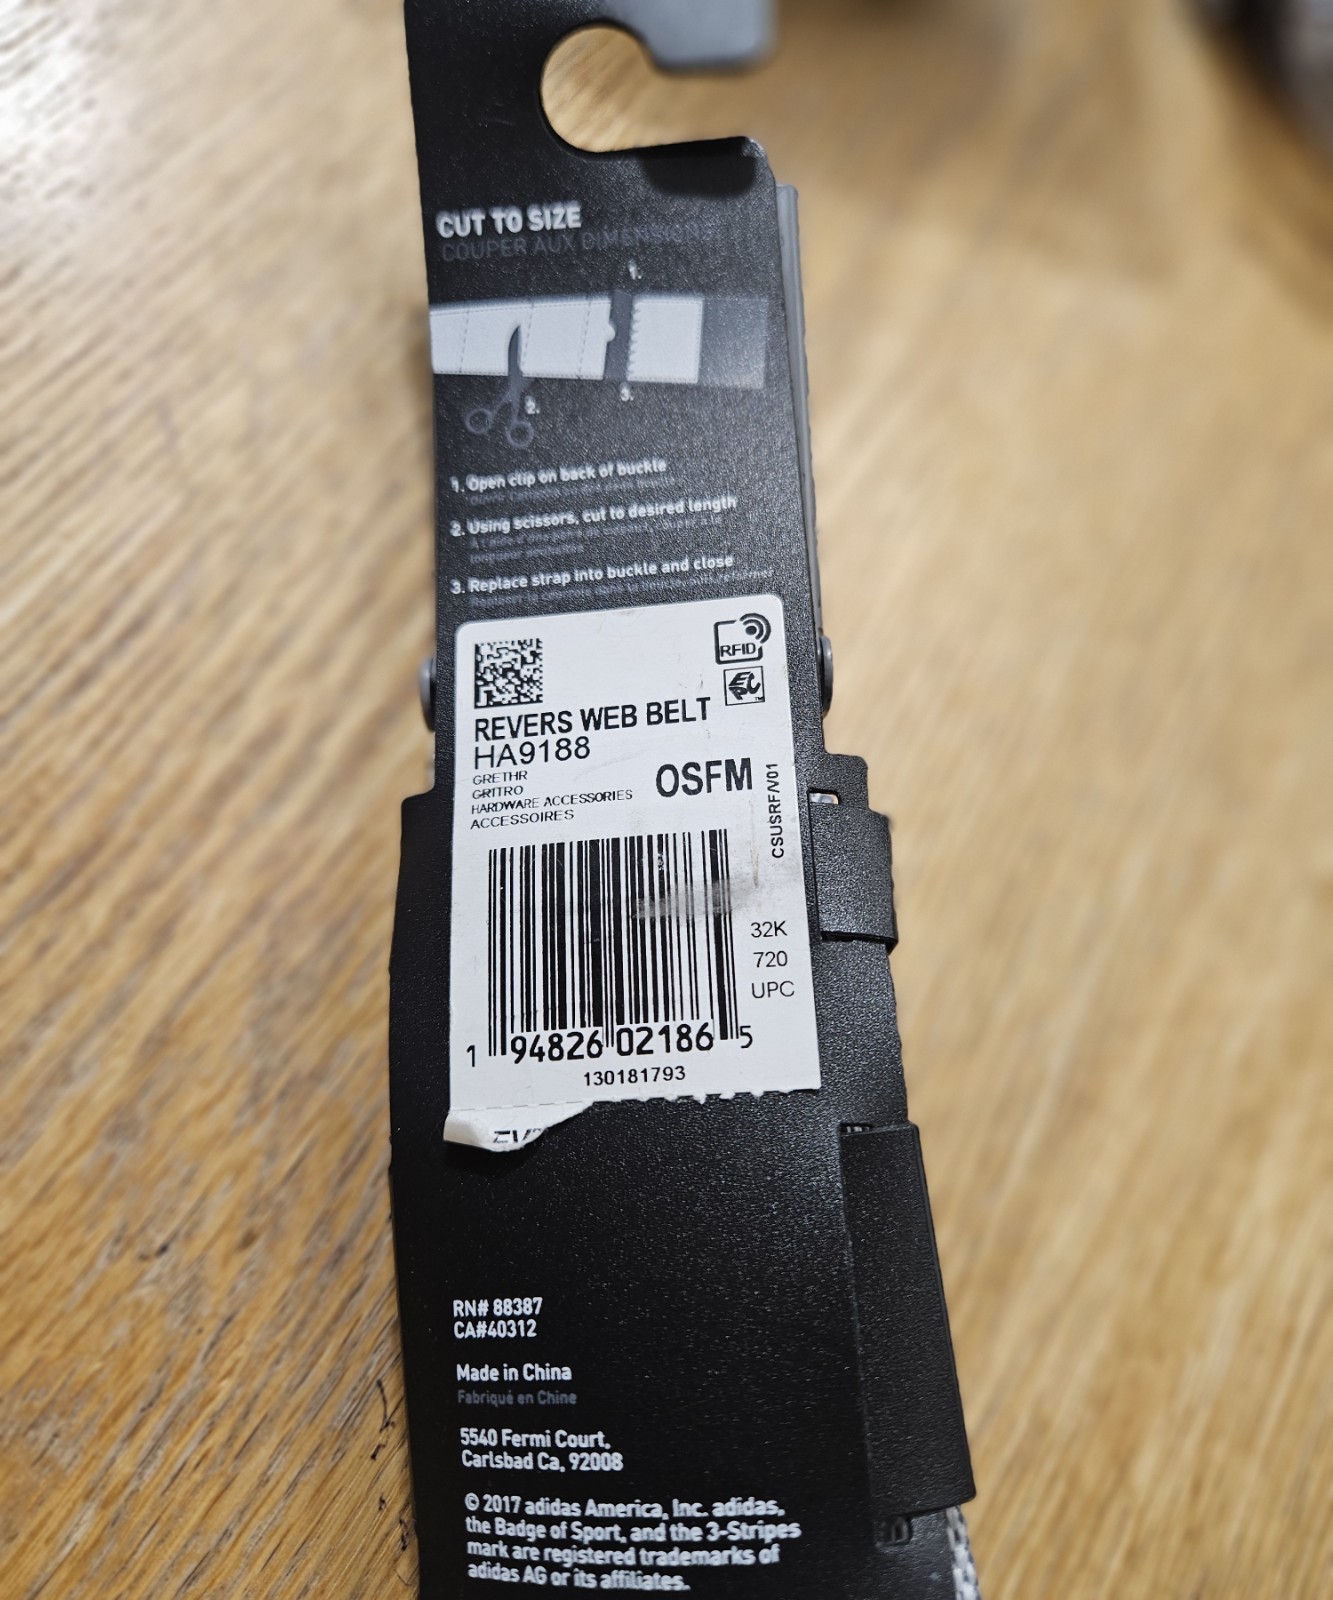 CUT TO SIZE
COUPER AUX DIMENSIONS
1.
2.
3.
1. Open clip on back of buckle
2. Using scissors, cut to desired length
3. Replace strap into buckle and close
RFID
REVERS WEB BELT
HA9188
GRETHR
GRITRO
HARDWARE ACCESSORIES
ACCESSOIRES
OSFM
CSUSRF/V01
32K
720
UPC
1 94826 02186 5
130181793
RN# 88387
CA#40312
Made in China
Fabriqué en Chine
5540 Fermi Court,
Carlsbad Ca, 92008
© 2017 adidas America, Inc. adidas,
the Badge of Sport, and the 3-Stripes
mark are registered trademarks of
adidas AG or its affiliates.